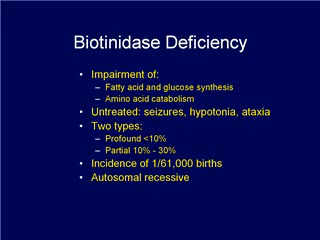 Biotinidase Deficiency
• Impairment of:
– Fatty acid and glucose synthesis
– Amino acid catabolism
• Untreated: seizures, hypotonia, ataxia
• Two types:
– Profound <10%
– Partial 10% - 30%
• Incidence of 1/61,000 births
• Autosomal recessive